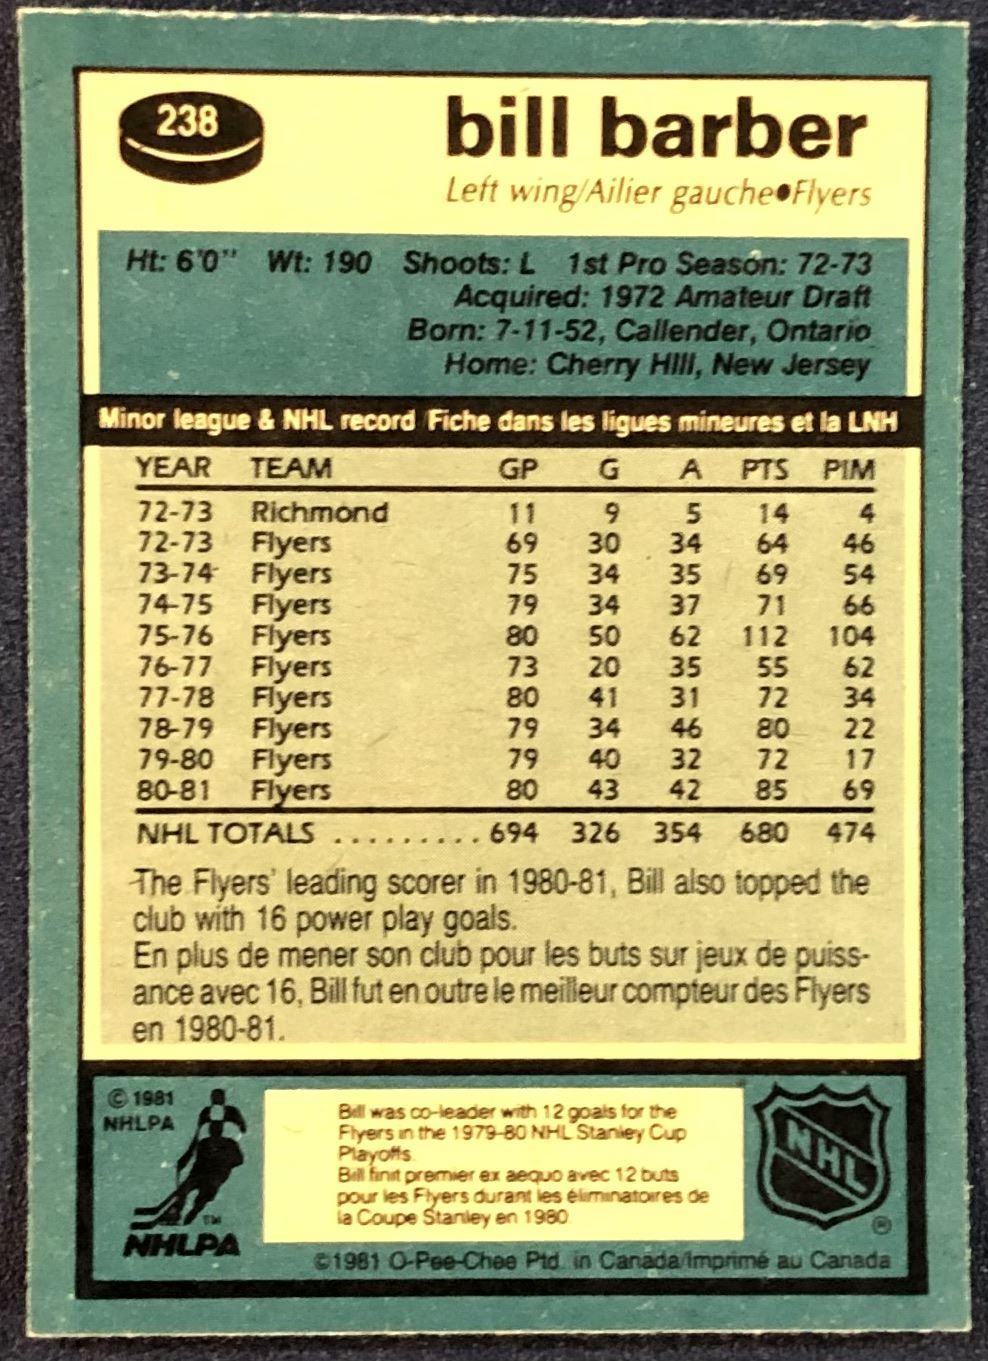 238
bill barber
Left wing/Ailier gauche●Flyers
Ht: 6'0" Wt: 190 Shoots: L 1st Pro Season: 72-73
Acquired: 1972 Amateur Draft
Born: 7-11-52, Callender, Ontario
Home: Cherry Hill, New Jersey
Minor league & NHL record/Fiche dans les ligues mineures et la LNH
YEAR TEAM GP G A PTS PIM
72-73 Richmond 11 9 5 14 4
72-73 Flyers 69 30 34 64 46
73-74 Flyers 75 34 35 69 54
74-75 Flyers 79 34 37 71 66
75-76 Flyers 80 50 62 112 104
76-77 Flyers 73 20 35 55 62
77-78 Flyers 80 41 31 72 34
78-79 Flyers 79 34 46 80 22
79-80 Flyers 79 40 32 72 17
80-81 Flyers 80 43 42 85 69
NHL TOTALS ......... 694 326 354 680 474
The Flyers' leading scorer in 1980-81, Bill also topped the
club with 16 power play goals.
En plus de mener son club pour les buts sur jeux de puiss-
ance avec 16, Bill fut en outre le meilleur compteur des Flyers
en 1980-81.
© 1981
NHLPA
Bill was co-leader with 12 goals for the
Flyers in the 1979-80 NHL Stanley Cup
Playoffs.
Bill finit premier ex aequo avec 12 buts
pour les Flyers durant les éliminatoires de
la Coupe Stanley en 1980.
NHL
®
TM
NHLPA
©1981 O-Pee-Chee Ptd. in Canada/Imprimé au Canada